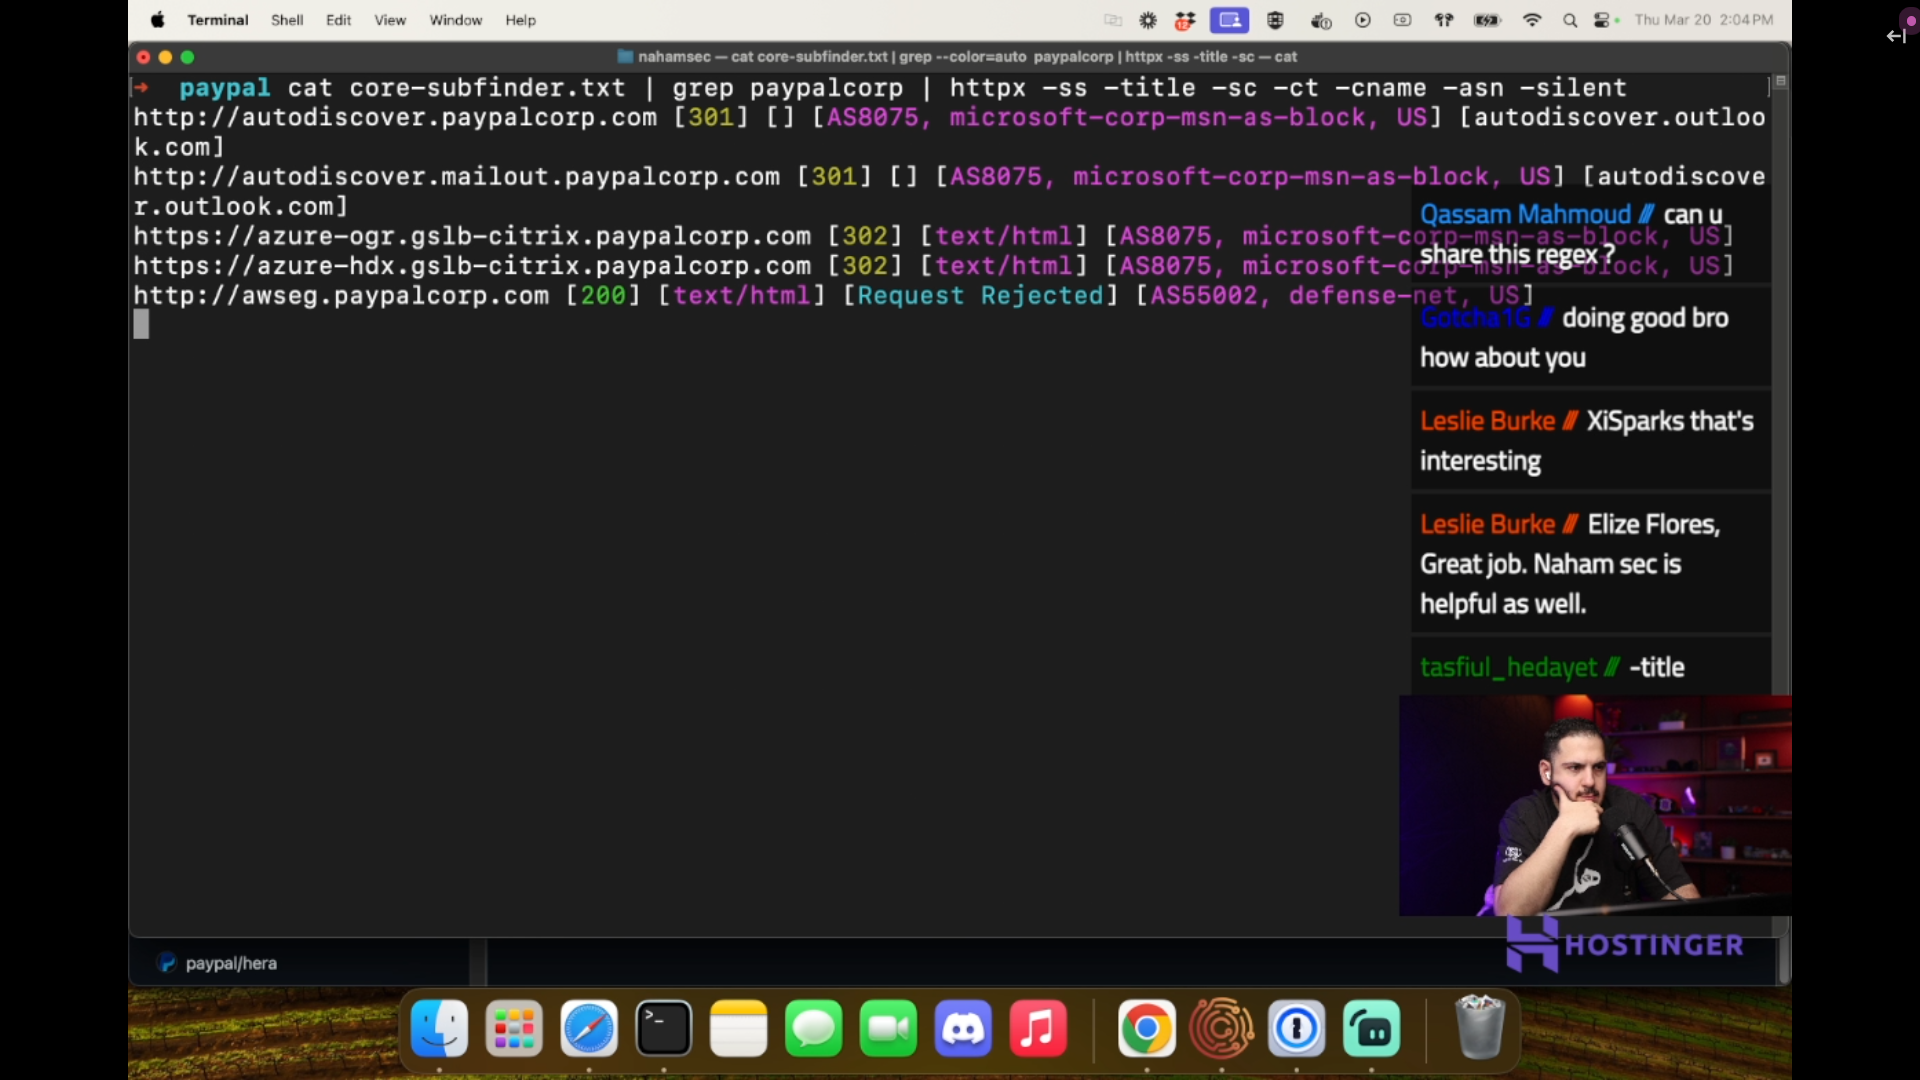 Terminal Shell Edit View Window Help Thu Mar 20 2:04PM
12
nahamsec — cat core-subfinder.txt | grep --color=auto paypalcorp | httpx -ss -title -sc — cat
→ paypal cat core-subfinder.txt | grep paypalcorp | httpx -ss -title -sc -ct -cname -asn -silent
http://autodiscover.paypalcorp.com [301] [] [AS8075, microsoft-corp-msn-as-block, US] [autodiscover.outloo
k.com]
http://autodiscover.mailout.paypalcorp.com [301] [] [AS8075, microsoft-corp-msn-as-block, US] [autodiscove
r.outlook.com]
https://azure-ogr.gslb-citrix.paypalcorp.com [302] [text/html] [AS8075, microsoft-corp-msn-as-block, US]
https://azure-hdx.gslb-citrix.paypalcorp.com [302] [text/html] [AS8075, microsoft-corp-msn-as-block, US]
http://awseg.paypalcorp.com [200] [text/html] [Request Rejected] [AS55002, defense-net, US]
Qassam Mahmoud // can u
share this regex ?
Gotcha1G // doing good bro
how about you
Leslie Burke // XiSparks that's
interesting
Leslie Burke // Elize Flores,
Great job. Naham sec is
helpful as well.
tasfiul_hedayet // -title
paypal/hera
HOSTINGER